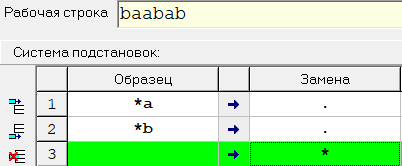 Рабочая строка baabab
Система подстановок:
Образец Замена
1 *a → .
2 *b → .
3 → *